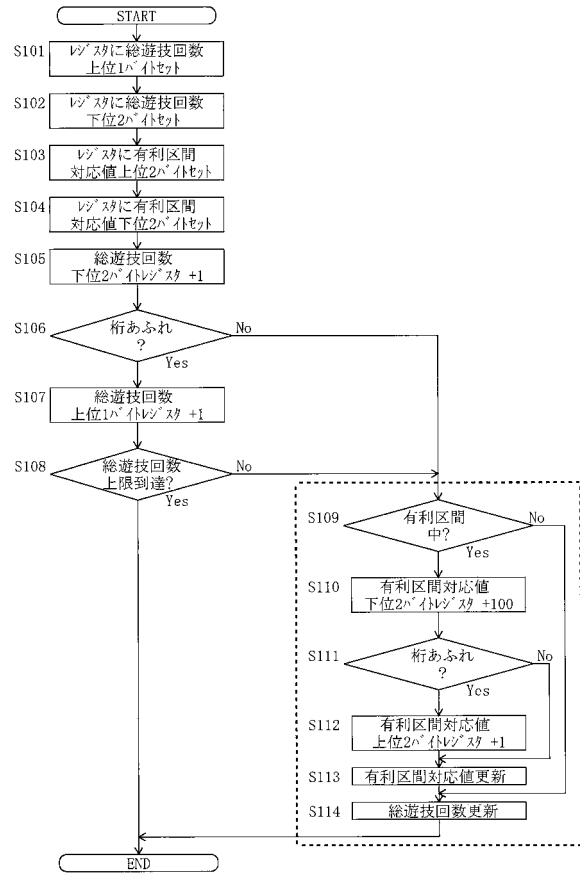 START
S101
レジスタに総遊技回数
上位1バイトセット
S102
レジスタに総遊技回数
下位2バイトセット
S103
レジスタに有利区間
対応値上位2バイトセット
S104
レジスタに有利区間
対応値下位2バイトセット
S105
総遊技回数
下位2バイトレジスタ +1
S106
桁あふれ
?
No
Yes
S107
総遊技回数
上位1バイトレジスタ +1
S108
総遊技回数
上限到達?
No
Yes
S109
有利区間
中?
No
Yes
S110
有利区間対応値
下位2バイトレジスタ +100
S111
桁あふれ
?
No
Yes
S112
有利区間対応値
上位2バイトレジスタ +1
S113
有利区間対応値更新
S114
総遊技回数更新
END